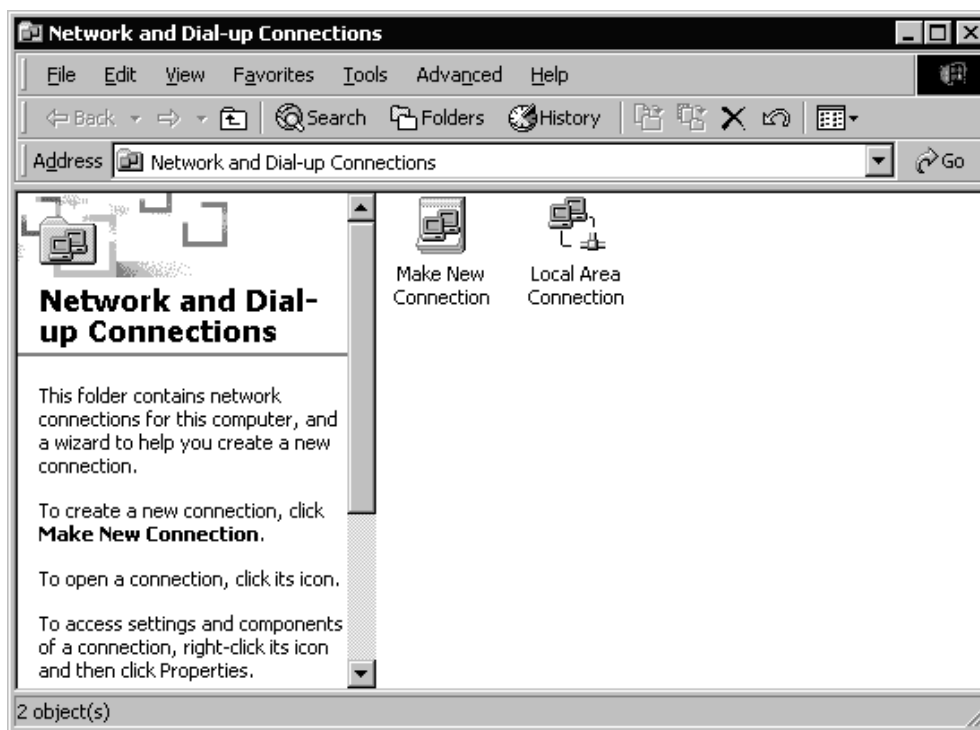 Network and Dial-up Connections
File Edit View Favorites Tools Advanced Help
Back Search Folders History
Address Network and Dial-up Connections Go
Network and Dial-
up Connections
This folder contains network
connections for this computer, and
a wizard to help you create a new
connection.
To create a new connection, click
Make New Connection.
To open a connection, click its icon.
To access settings and components
of a connection, right-click its icon
and then click Properties.
Make New
Connection
Local Area
Connection
2 object(s)